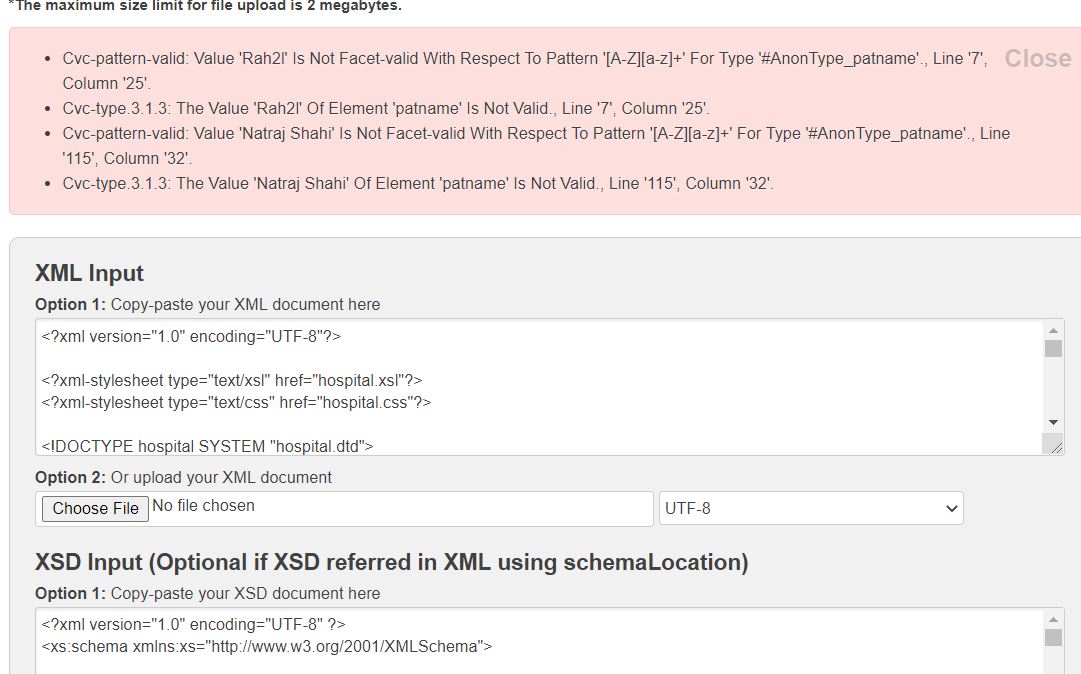 *The maximum size limit for file upload is 2 megabytes.
Close
• Cvc-pattern-valid: Value 'Rah2l' Is Not Facet-valid With Respect To Pattern '[A-Z][a-z]+' For Type '#AnonType_patname'., Line '7',
Column '25'.
• Cvc-type.3.1.3: The Value 'Rah2l' Of Element 'patname' Is Not Valid., Line '7', Column '25'.
• Cvc-pattern-valid: Value 'Natraj Shahi' Is Not Facet-valid With Respect To Pattern '[A-Z][a-z]+' For Type '#AnonType_patname'., Line
'115', Column '32'.
• Cvc-type.3.1.3: The Value 'Natraj Shahi' Of Element 'patname' Is Not Valid., Line '115', Column '32'.
XML Input
Option 1: Copy-paste your XML document here
<?xml version="1.0" encoding="UTF-8"?>
<?xml-stylesheet type="text/xsl" href="hospital.xsl"?>
<?xml-stylesheet type="text/css" href="hospital.css"?>
<!DOCTYPE hospital SYSTEM "hospital.dtd">
Option 2: Or upload your XML document
Choose File No file chosen
UTF-8
XSD Input (Optional if XSD referred in XML using schemaLocation)
Option 1: Copy-paste your XSD document here
<?xml version="1.0" encoding="UTF-8" ?>
<xs:schema xmlns:xs="http://www.w3.org/2001/XMLSchema">